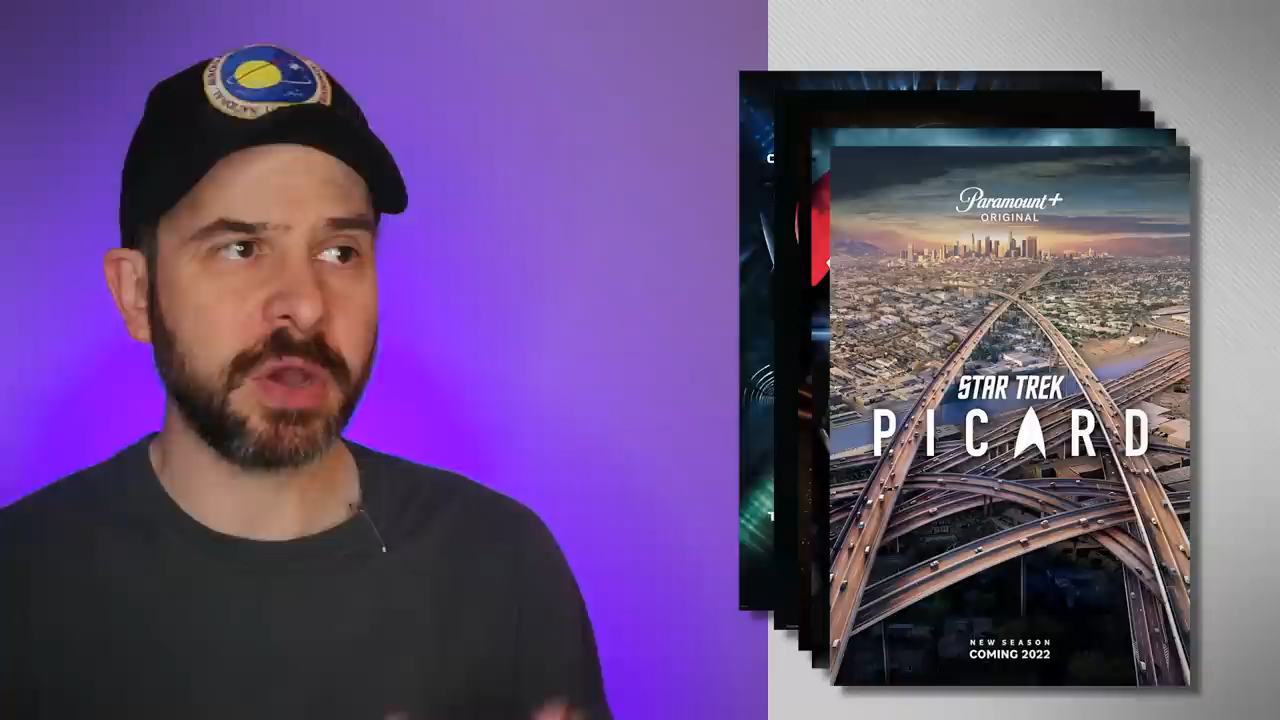 Paramount+
ORIGINAL
STAR TREK
PICARD
NEW SEASON
COMING 2022